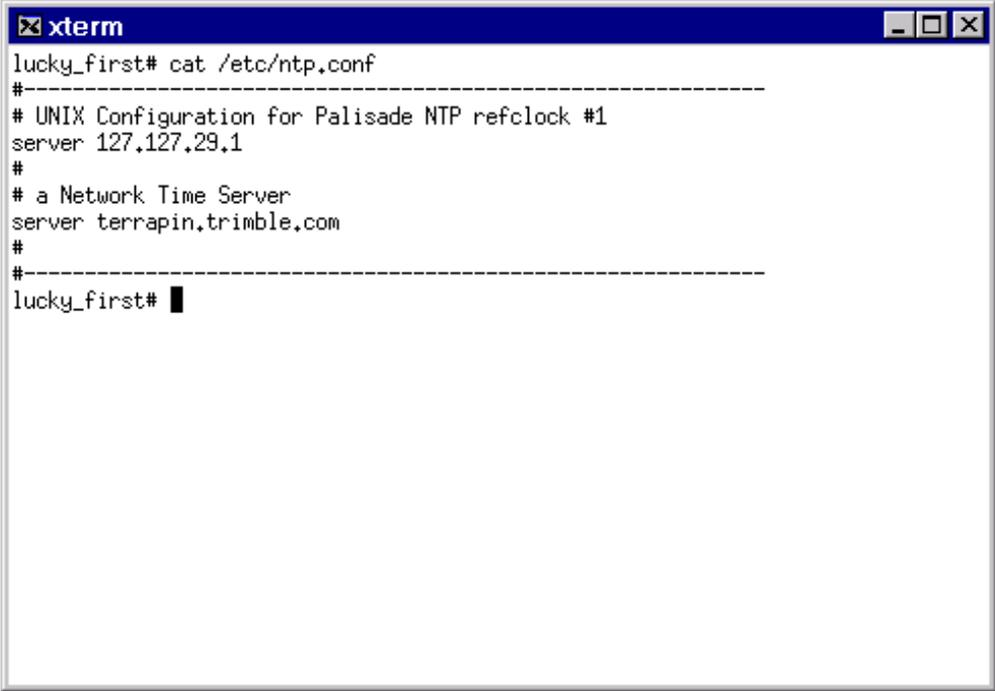 xterm
lucky_first# cat /etc/ntp.conf
#-------------------------------------------------------------
# UNIX Configuration for Palisade NTP refclock #1
server 127.127.29.1
#
# a Network Time Server
server terrapin.trimble.com
#
#-------------------------------------------------------------
lucky_first#